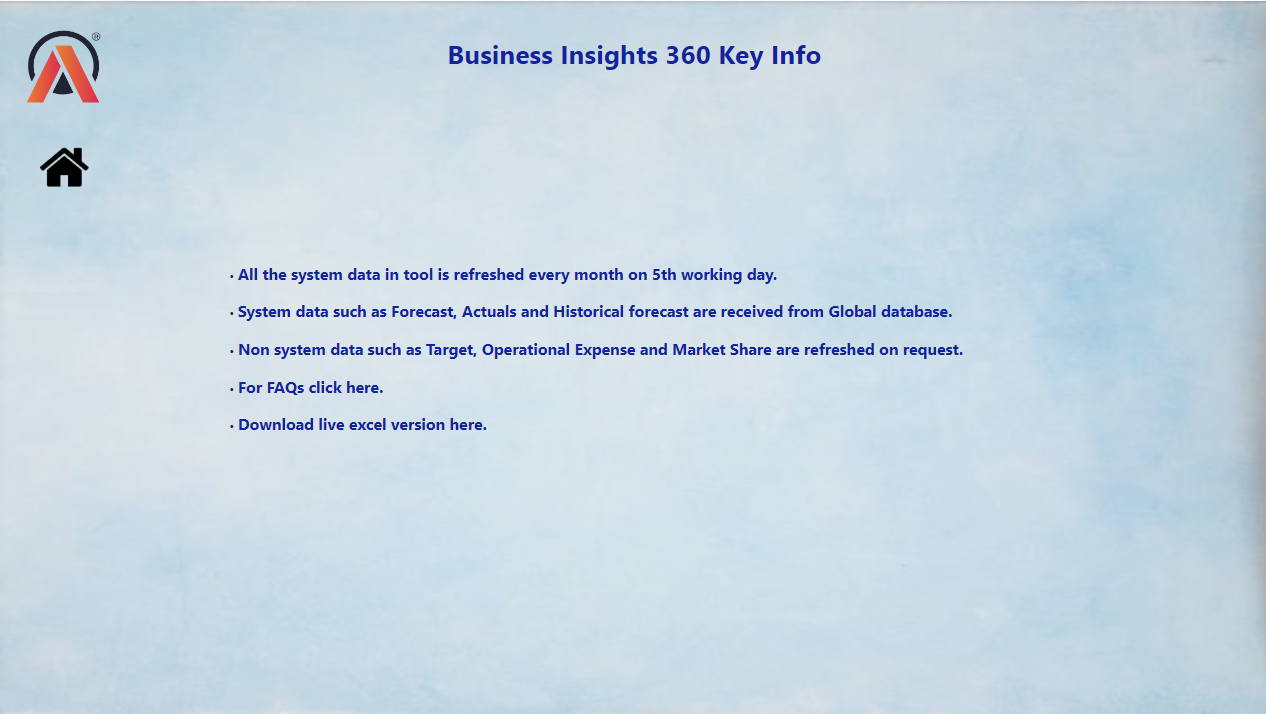 ®
Business Insights 360 Key Info
• All the system data in tool is refreshed every month on 5th working day.
• System data such as Forecast, Actuals and Historical forecast are received from Global database.
• Non system data such as Target, Operational Expense and Market Share are refreshed on request.
• For FAQs click here.
• Download live excel version here.